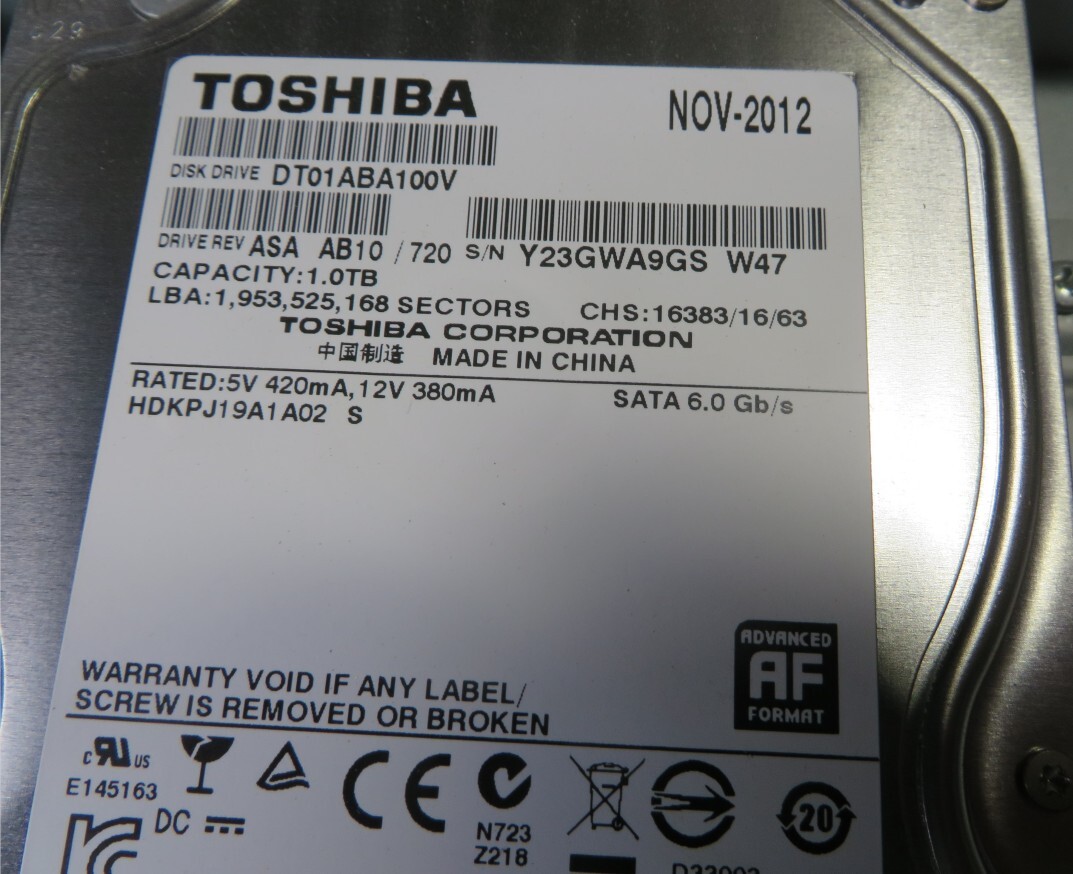 TOSHIBA
NOV-2012
DISK DRIVE DT01ABA100V
DRIVE REV ASA AB10 / 720 S/N Y23GWA9GS W47
CAPACITY:1.0TB
LBA:1,953,525,168 SECTORS CHS:16383/16/63
TOSHIBA CORPORATION
中国制造 MADE IN CHINA
RATED:5V 420mA,12V 380mA SATA 6.0 Gb/s
HDKPJ19A1A02 S
ADVANCED
AF
FORMAT
WARRANTY VOID IF ANY LABEL/
SCREW IS REMOVED OR BROKEN
c RU US
E145163
CE
N723
Z218
20
DC